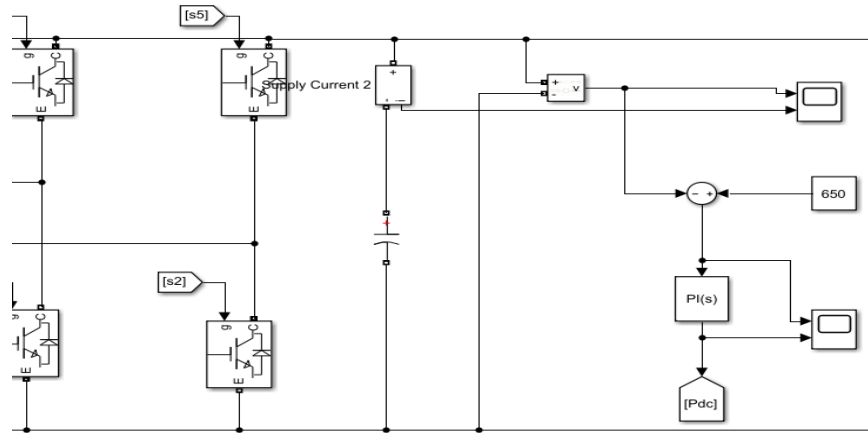 [s5]
g
C
E
g
C
E
Supply Current 2
+
-
i
+
-
v
- +
650
+
[s2]
g
C
E
g
C
E
PI(s)
[Pdc]